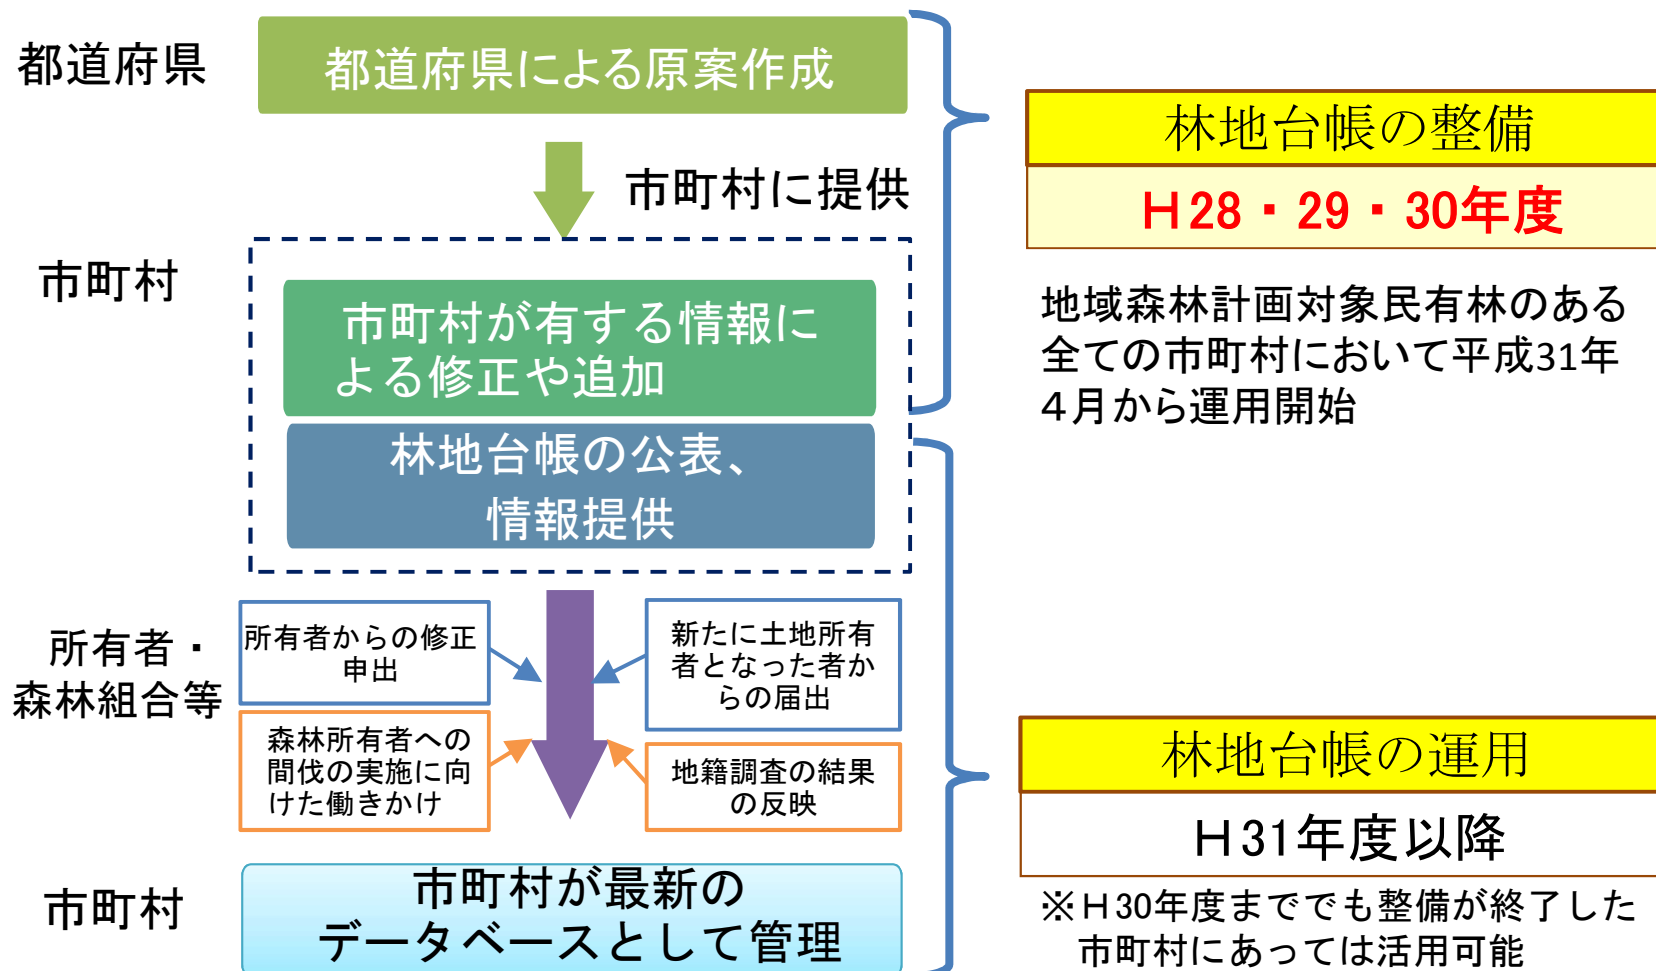 都道府県
都道府県による原案作成
市町村に提供
市町村
市町村が有する情報に
よる修正や追加
林地台帳の公表、
情報提供
所有者・
森林組合等
所有者からの修正
申出
新たに土地所有
者となった者か
らの届出
森林所有者への
間伐の実施に向
けた働きかけ
地籍調査の結果
の反映
市町村
市町村が最新の
データベースとして管理
林地台帳の整備
H28・29・30年度
地域森林計画対象民有林のある
全ての市町村において平成31年
４月から運用開始
林地台帳の運用
H31年度以降
※H30年度まででも整備が終了した
市町村にあっては活用可能